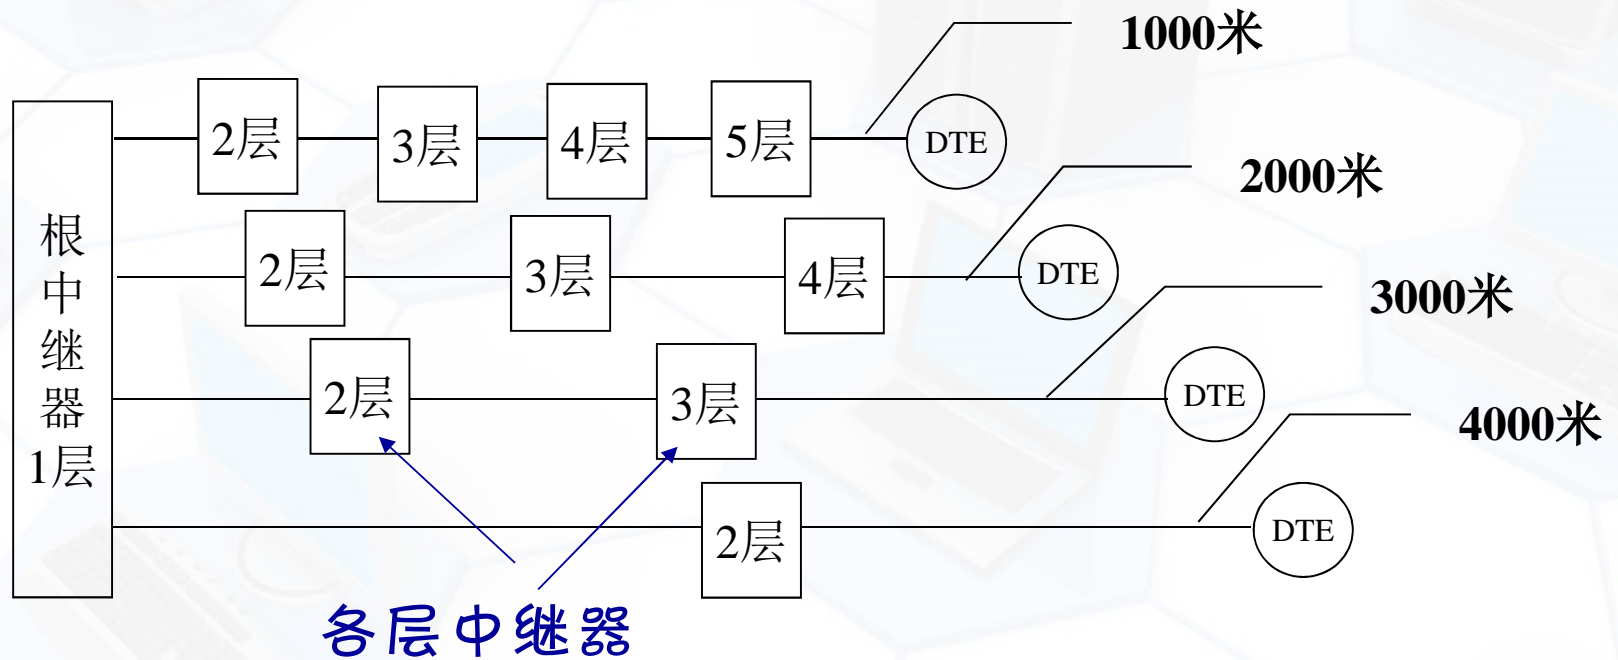 1000米
2层
3层
4层
5层
DTE
2000米
根
中
继
器
1层
2层
3层
4层
DTE
3000米
2层
3层
DTE
4000米
2层
DTE
各层中继器